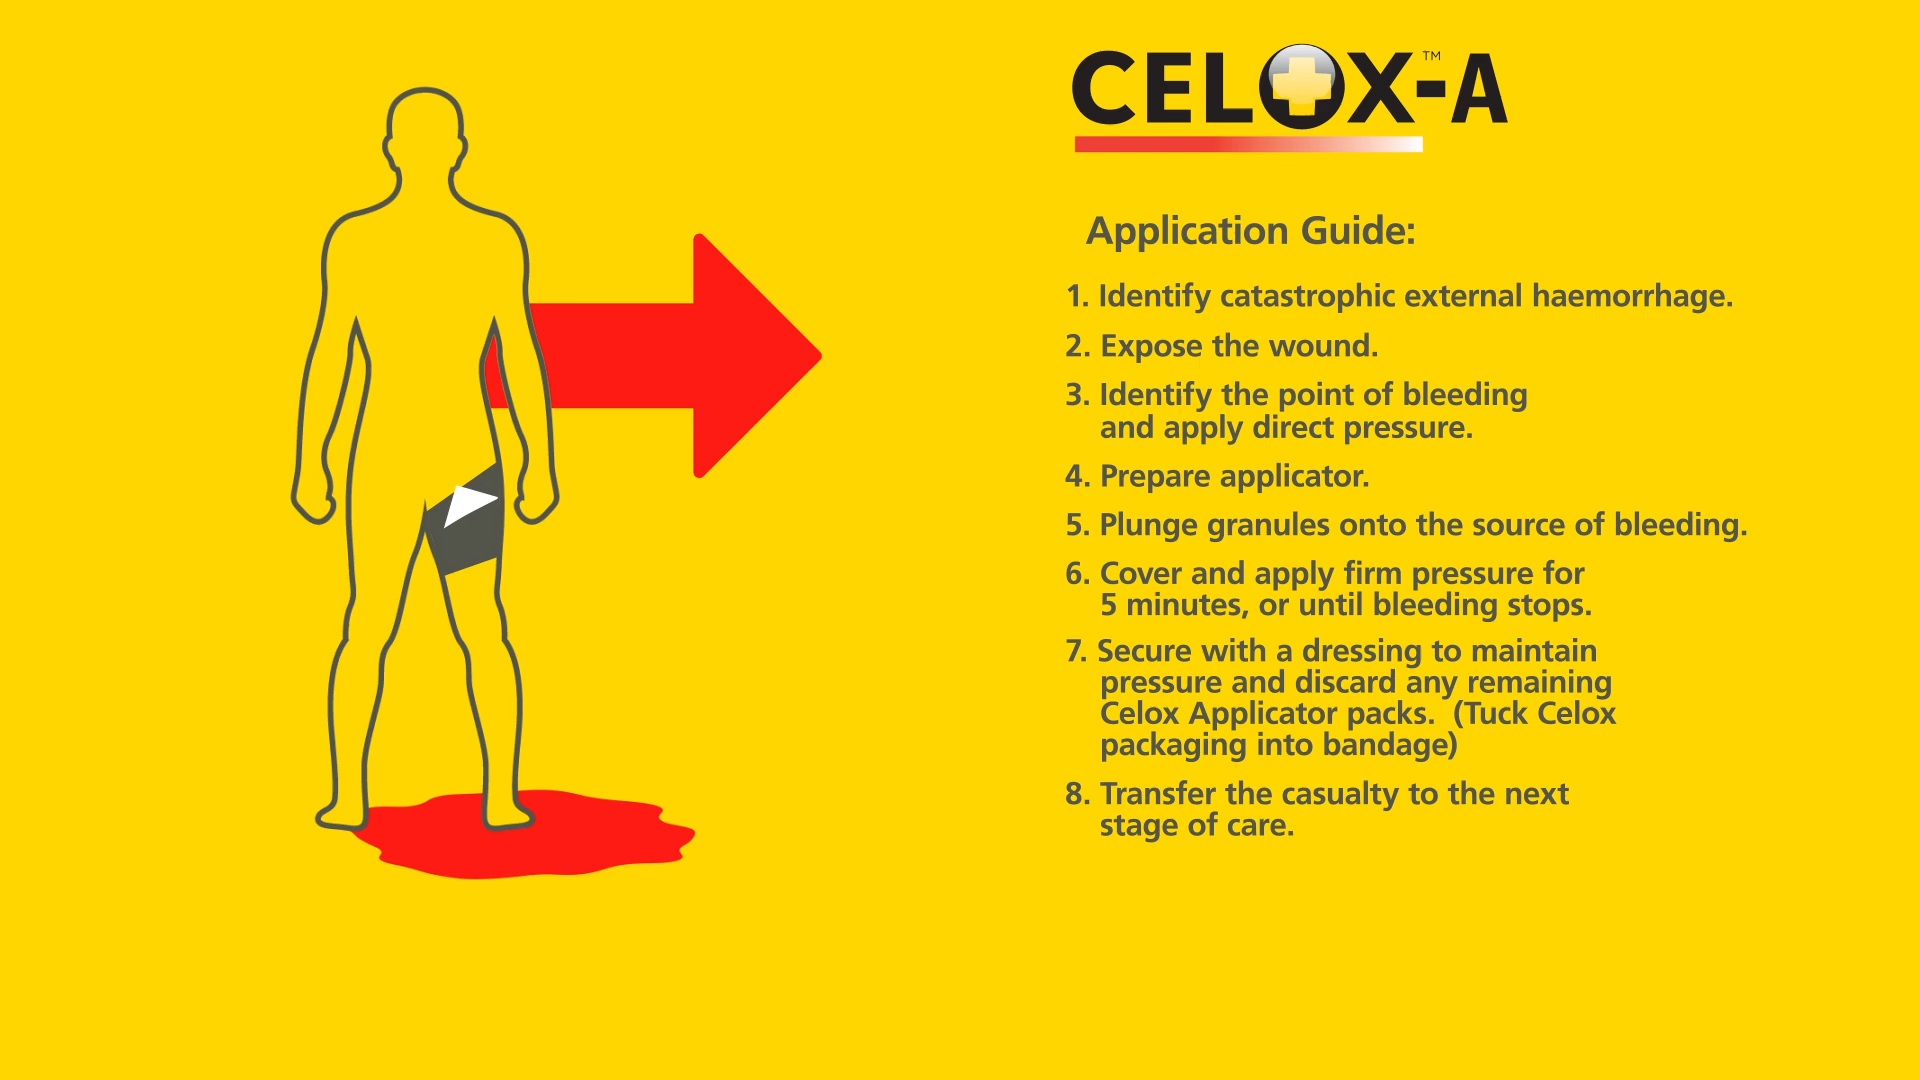 CELOX™-A
Application Guide:
1. Identify catastrophic external haemorrhage.
2. Expose the wound.
3. Identify the point of bleeding
and apply direct pressure.
4. Prepare applicator.
5. Plunge granules onto the source of bleeding.
6. Cover and apply firm pressure for
5 minutes, or until bleeding stops.
7. Secure with a dressing to maintain
pressure and discard any remaining
Celox Applicator packs.  (Tuck Celox
packaging into bandage)
8. Transfer the casualty to the next
stage of care.